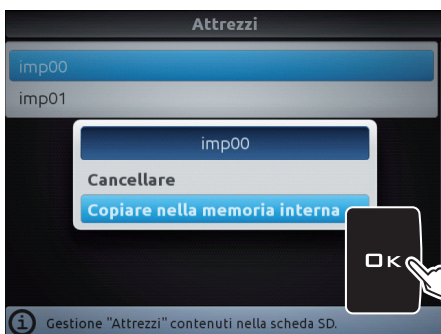 Attrezzi
imp00
imp01
imp00
Cancellare
Copiare nella memoria interna
OK
Gestione "Attrezzi" contenuti nella scheda SD.